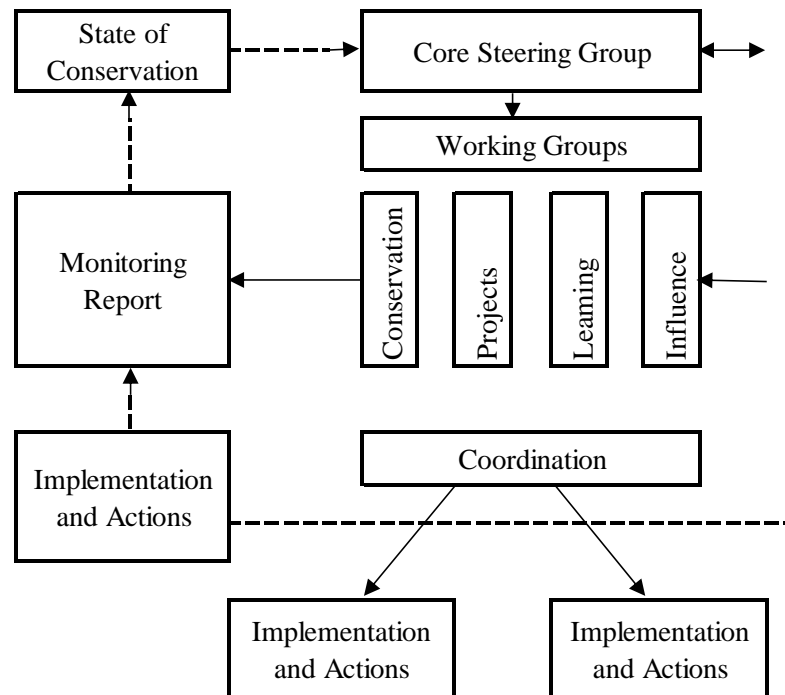 State of
Conservation
Core Steering Group
Working Groups
Monitoring
Report
Conservation
Projects
Learning
Influence
Implementation
and Actions
Coordination
Implementation
and Actions
Implementation
and Actions